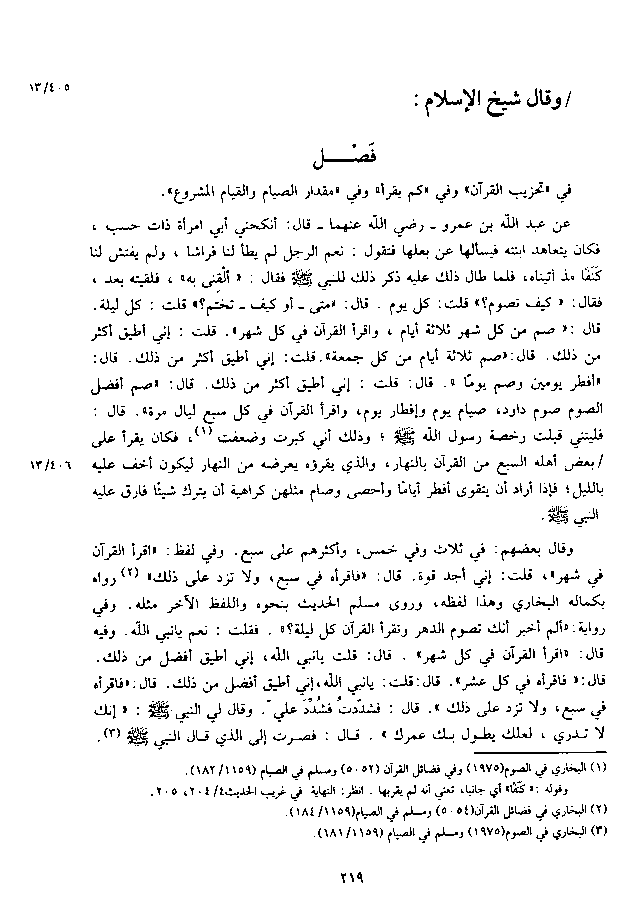 ١٣/٤٠٥
/ وقال شيخ الإسلام :
فَصْــــل
في «تحزيب القرآن» وفي «كم يقرأ» وفي «مقدار الصيام والقيام المشروع».
عن عبد الله بن عمرو ـ رضي الله عنهما ـ قال: أنكحني أبي امرأة ذات حسب ،
فكان يتعاهد ابنته فيسألها عن بعلها فتقول : نعم الرجل لم يطأ لنا فراشا ، ولم يفتش لنا
كَنَفًا مذ أتيناه، فلما طال ذلك عليه ذكر ذلك للنبي ﷺ فقال : « ألْقِنى به» ، فلقيته بعد ،
فقال: « كيف تصوم؟» قلت: كل يوم . قال: «متى ـ أو كيف ـ تختم؟» قلت : كل ليلة.
قال :« صم من كل شهر ثلاثة أيام ، واقرأ القرآن في كل شهر». قلت : إني أطيق أكثر
من ذلك. قال:«صم ثلاثة أيام من كل جمعة». قلت: إني أطيق أكثر من ذلك. قال:
«أفطر يومين وصم يومًا ». قال: قلت : إني أطيق أكثر من ذلك. قال: «صم أفضل
الصوم صوم داود، صيام يوم وإفطار يوم، واقرأ القرآن في كل سبع ليال مرة». قال :
فليتني قبلت رخصة رسول الله ﷺ ؛ وذلك أني كبرت وضعفت (١)، فكان يقرأ على
/بعض أهله السبع من القرآن بالنهار، والذي يقرؤه يعرضه من النهار ليكون أخف عليه ١٣/٤٠٦
بالليل؛ فإذا أراد أن يتقوى أفطر أيامًا وأحصى وصام مثلهن كراهية أن يترك شيئًا فارق عليه
النبي ﷺ.
وقال بعضهم: في ثلاث وفي خمس، وأكثرهم على سبع. وفي لفظ: «اقرأ القرآن
في شهر»، قلت: إني أجد قوة. قال: «فاقرأه في سبع، ولا تزد على ذلك» (٢) رواه
بكماله البخاري وهذا لفظه، وروى مسلم الحديث بنحوه واللفظ الآخر مثله. وفي
رواية: «ألم أخبر أنك تصوم الدهر وتقرأ القرآن كل ليلة؟» . فقلت : نعم يانبي الله. وفيه
قال: «اقرأ القرآن في كل شهر» . قال: قلت يانبي الله، إني أطيق أفضل من ذلك.
قال:« فاقرأه في كل عشر». قال:قلت: يانبي الله،إني أطيق أفضل من ذلك. قال:«فاقرأه
في سبع، ولا تزد على ذلك ». قال : فشدَّدتُ فشُدِّدَ عليّ . وقال لي النبي ﷺ : « إنك
لا تدري ، لعلك يطول بك عمرك » . قال : فصرت إلى الذي قال النبي ﷺ (٣).
(١) البخاري في الصوم(١٩٧٥) وفي فضائل القرآن (٥٠٥٢) ومسلم في الصيام (١٨٢/١١٥٩).
وقوله : « كَنَفًا» أي جانبا، تعني أنه لم يقربها . انظر: النهاية في غريب الحديث٢٠٤/٤، ٢٠٥.
(٢) البخاري في فضائل القرآن(٥٠٥٤) ومسلم في الصيام(١٨٤/١١٥٩).
(٣) البخاري في الصوم(١٩٧٥) ومسلم في الصيام (١٨١/١١٥٩).
٢١٩